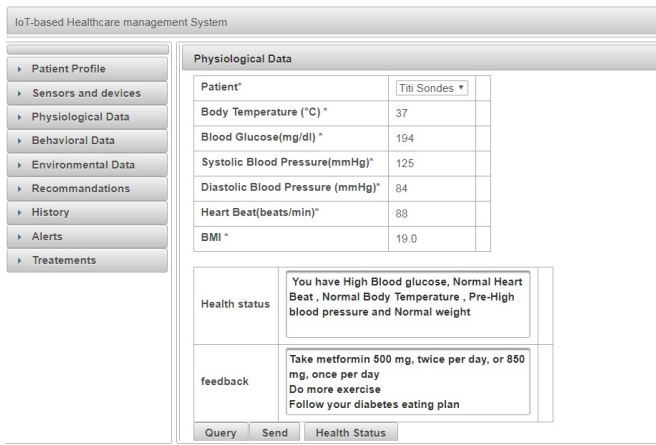 IoT-based Healthcare management System
Patient Profile
Sensors and devices
Physiological Data
Behavioral Data
Environmental Data
Recommandations
History
Alerts
Treatements
Physiological Data
Patient* Titi Sondes
Body Temperature (°C) * 37
Blood Glucose(mg/dl) * 194
Systolic Blood Pressure(mmHg)* 125
Diastolic Blood Pressure (mmHg)* 84
Heart Beat(beats/min)* 88
BMI * 19.0
Health status
You have High Blood glucose, Normal Heart
Beat , Normal Body Temperature , Pre-High
blood pressure and Normal weight
feedback
Take metformin 500 mg, twice per day, or 850
mg, once per day
Do more exercise
Follow your diabetes eating plan
Query Send Health Status